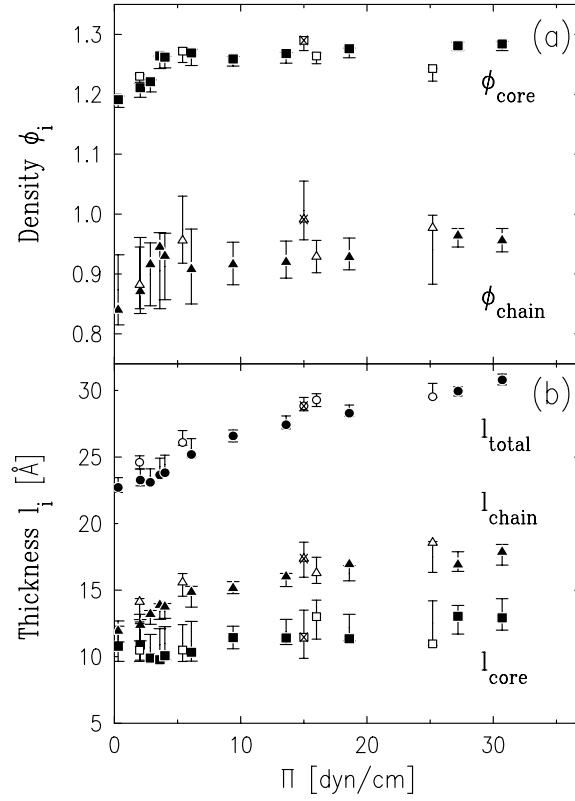 1.3
(a)
ϕcore
1.2
1.1
Density ϕi
1.0
0.9
ϕchain
0.8
(b)
30
ltotal
25
lchain
20
Thickness li [Å]
15
10
lcore
5
0 10 20 30
Π [dyn/cm]